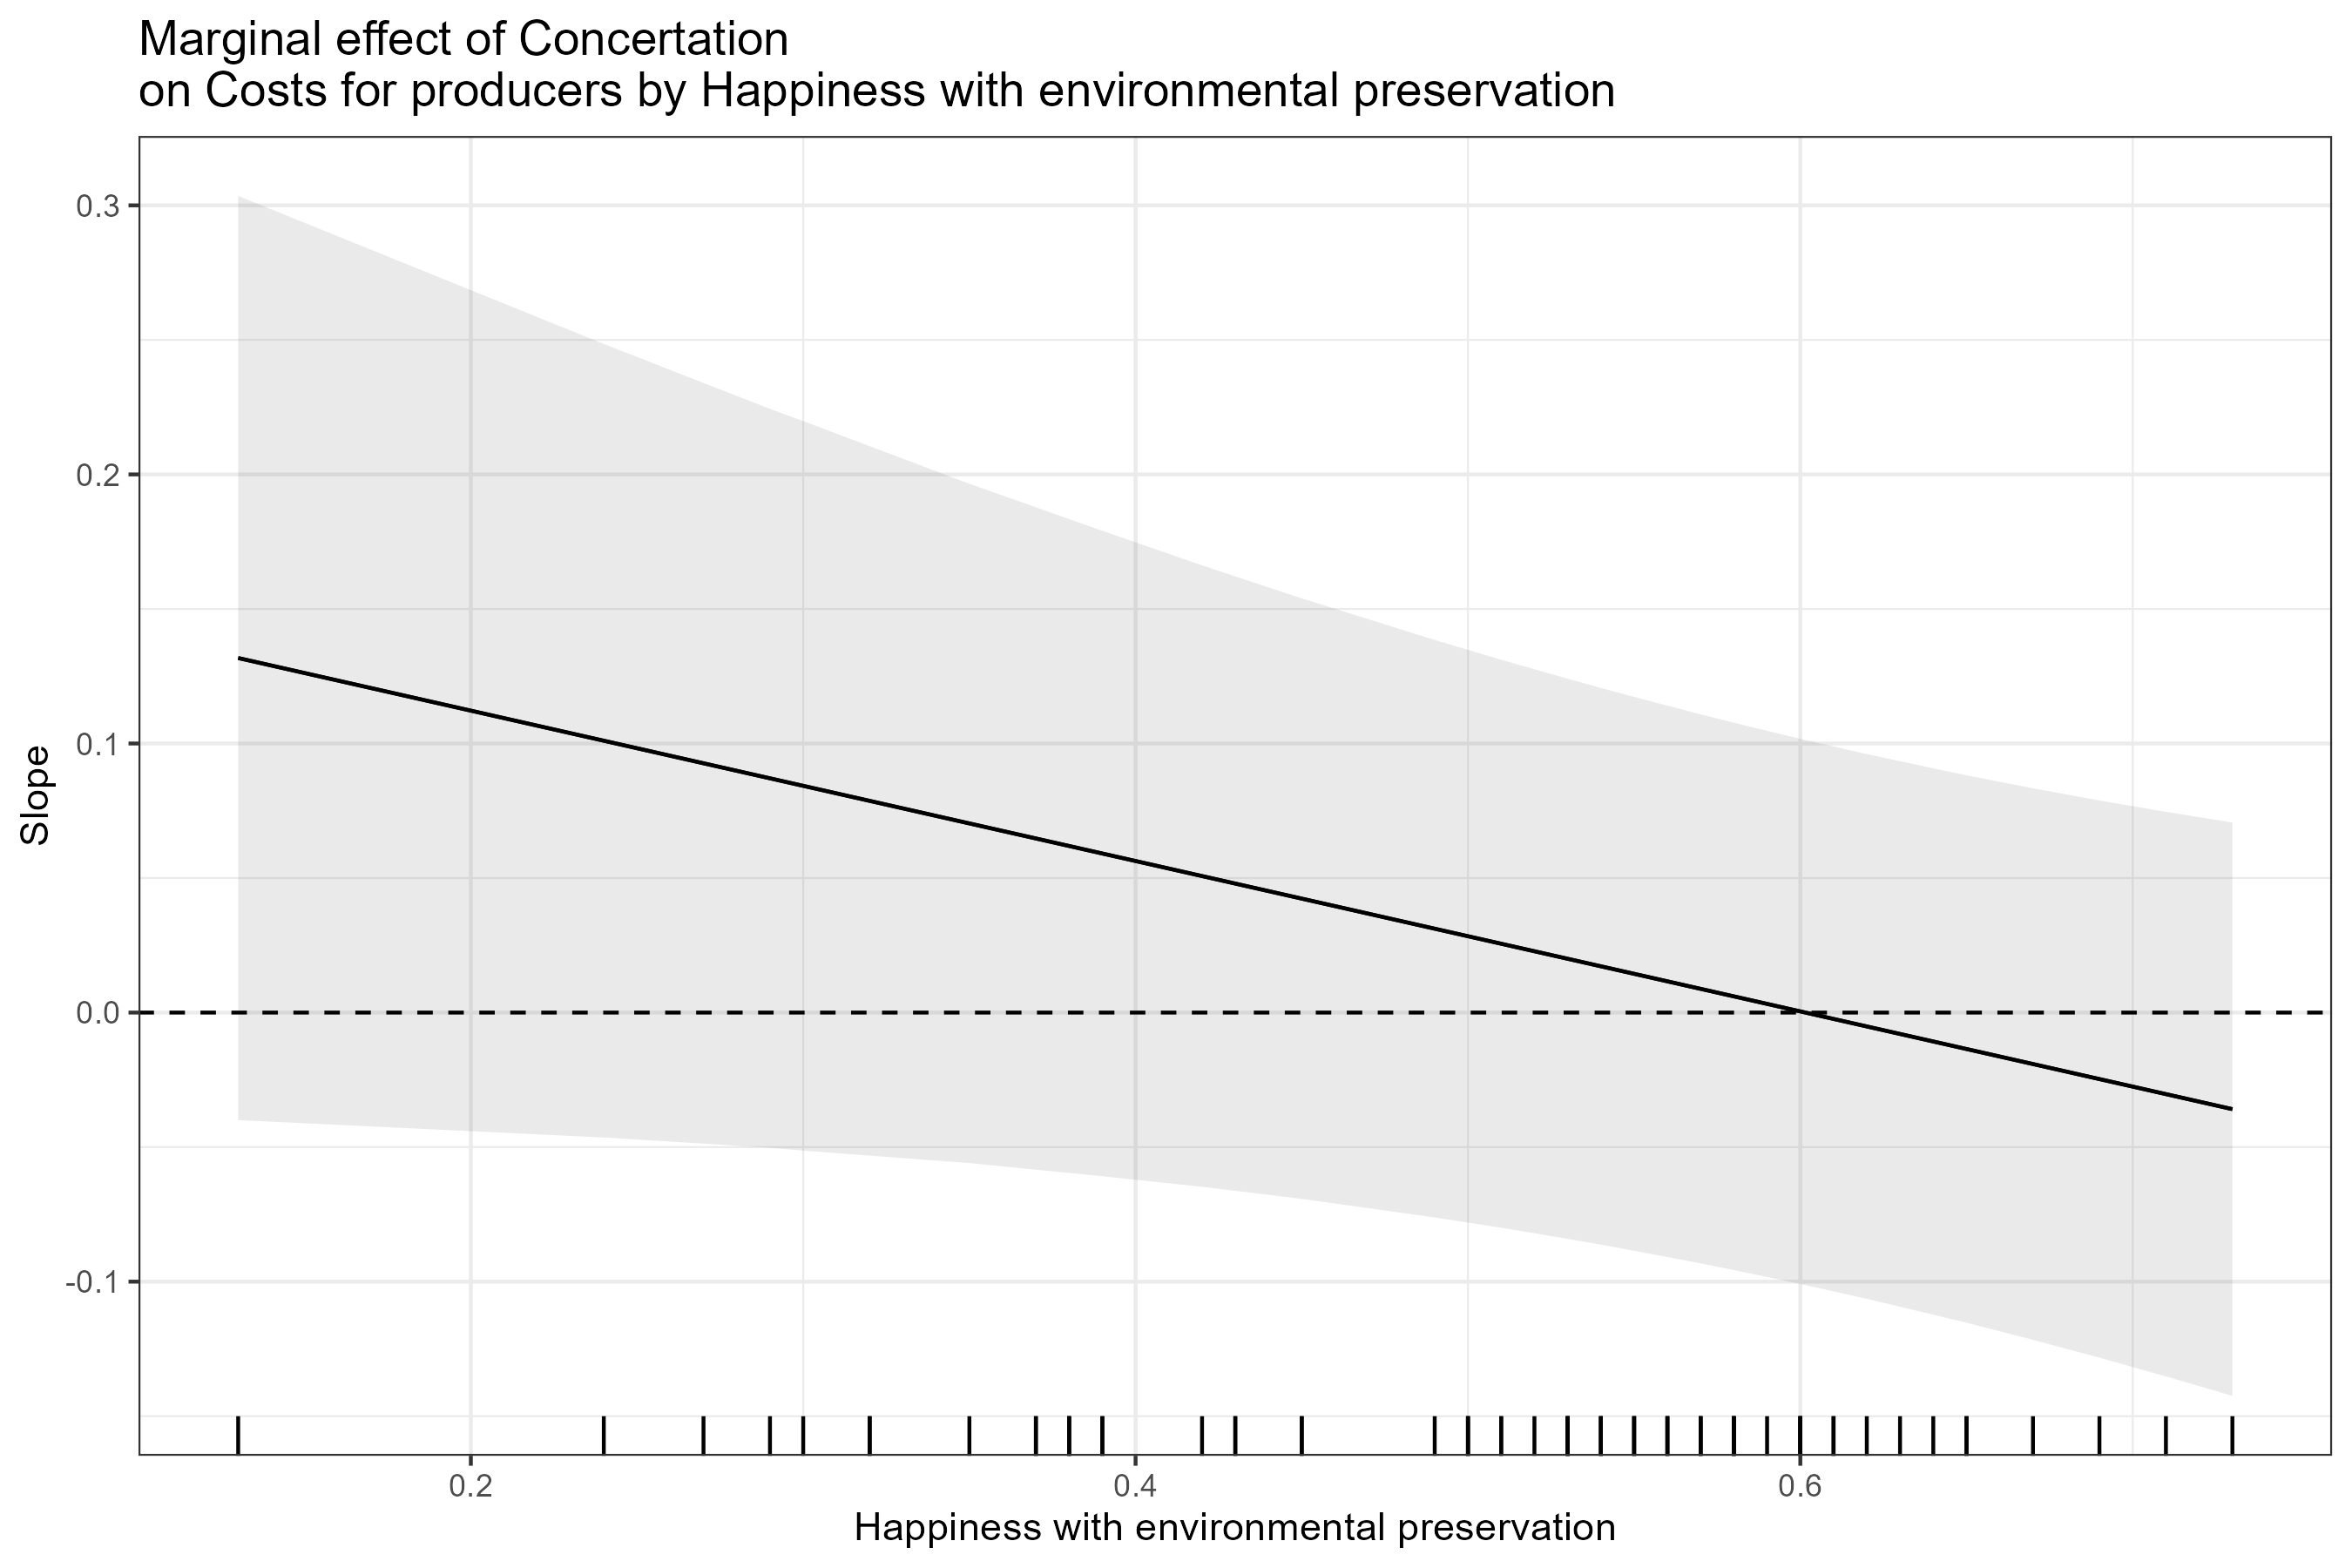 Marginal effect of Concertation
on Costs for producers by Happiness with environmental preservation
0.3
0.2
0.1
0.0
-0.1
Slope
0.2
0.4
0.6
Happiness with environmental preservation